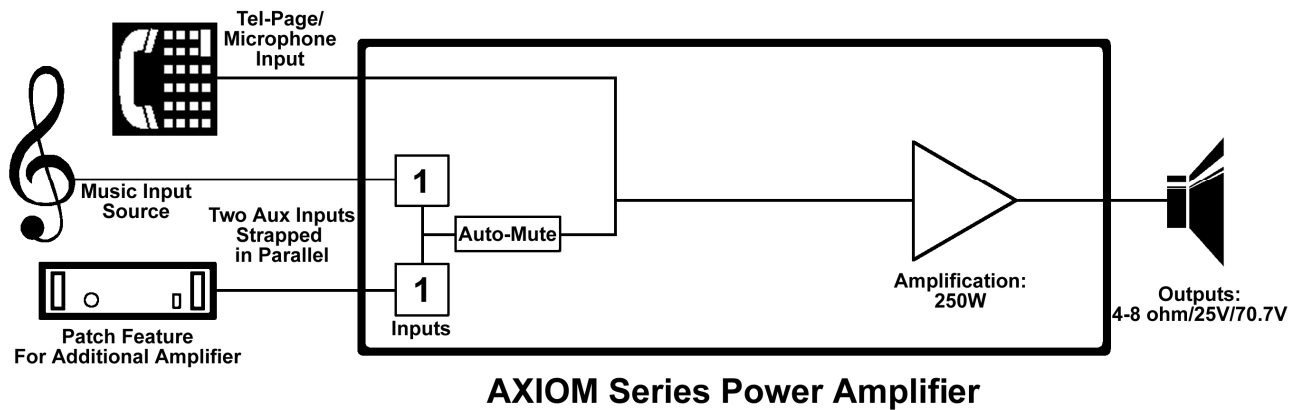 Tel-Page/
Microphone
Input
1
Music Input
Source
Two Aux Inputs
Strapped
in Parallel
Auto-Mute
1
Inputs
Patch Feature
For Additional Amplifier
Amplification:
250W
Outputs:
4-8 ohm/25V/70.7V
AXIOM Series Power Amplifier